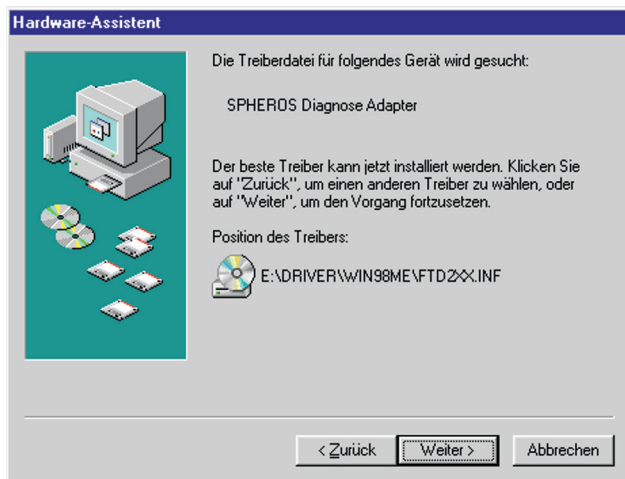 Hardware-Assistent
Die Treiberdatei für folgendes Gerät wird gesucht:
SPHEROS Diagnose Adapter
Der beste Treiber kann jetzt installiert werden. Klicken Sie
auf "Zurück", um einen anderen Treiber zu wählen, oder
auf "Weiter", um den Vorgang fortzusetzen.
Position des Treibers:
E:\DRIVER\WIN98ME\FTD2XX.INF
< Zurück Weiter > Abbrechen